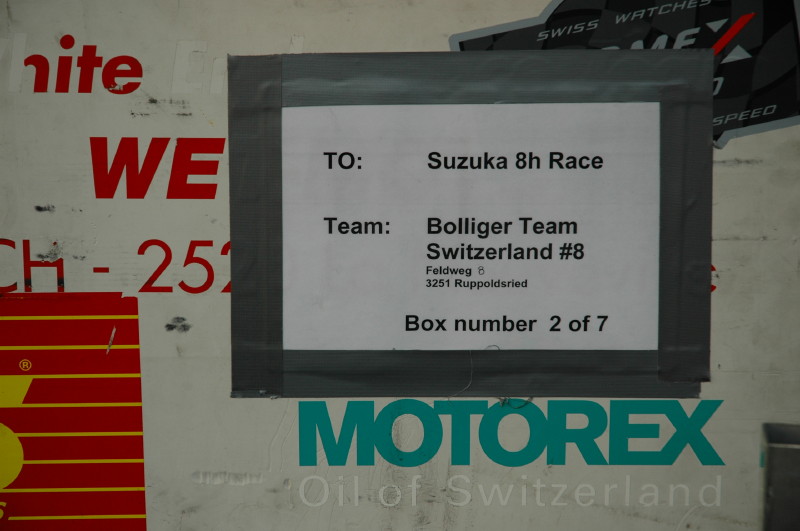 SWISS WATCHES
nite
WE
SPEED
CH - 252
TO: Suzuka 8h Race
Team: Bolliger Team
Switzerland #8
Feldweg 8
3251 Ruppoldsried
Box number 2 of 7
®
MOTOREX
Oil of Switzerland